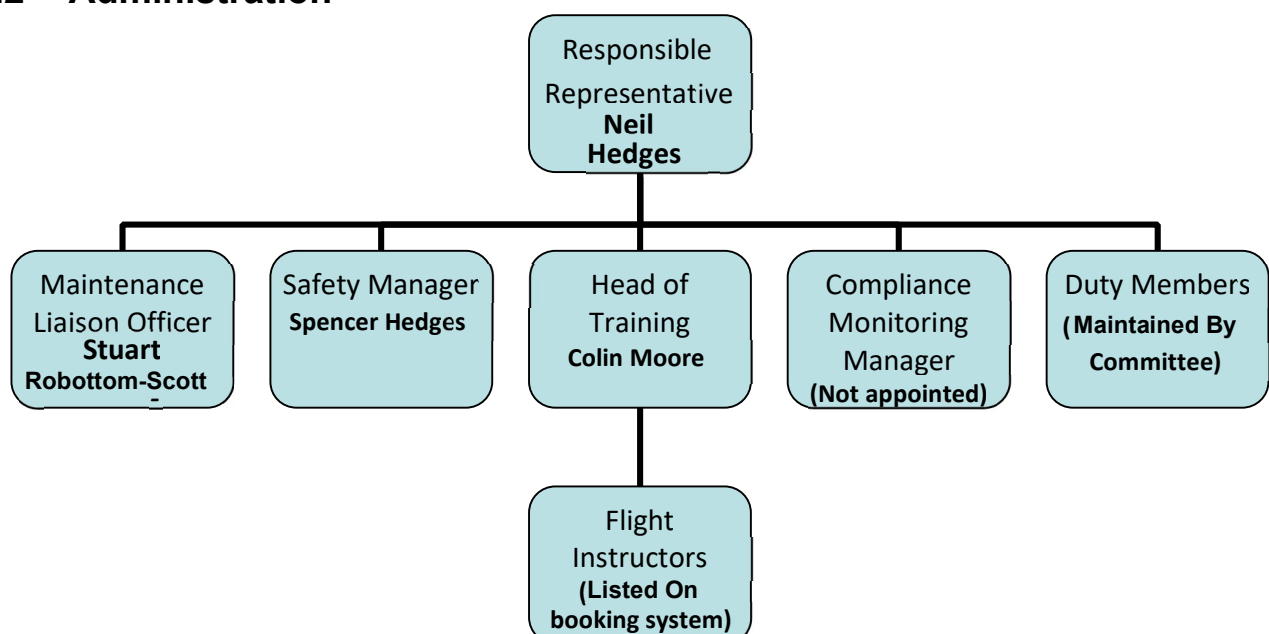 Administration
Responsible
Representative
Neil
Hedges
Maintenance
Liaison Officer
Stuart
Robottom-Scott
Safety Manager
Spencer Hedges
Head of
Training
Colin Moore
Compliance
Monitoring
Manager
(Not appointed)
Duty Members
(Maintained By
Committee)
Flight
Instructors
(Listed On
booking system)